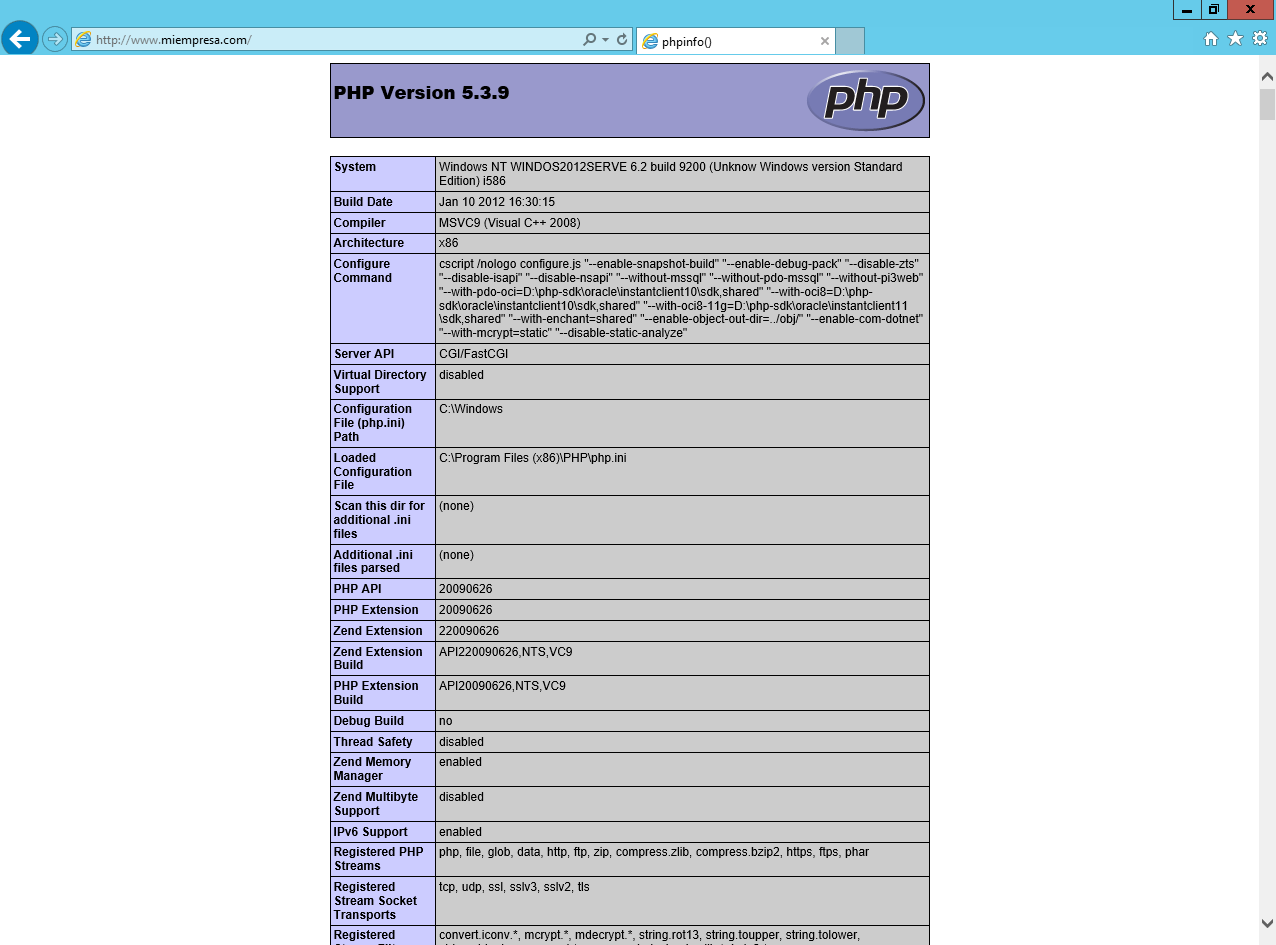 http://www.miempresa.com/
phpinfo()
PHP Version 5.3.9
php
System
Windows NT WINDOS2012SERVE 6.2 build 9200 (Unknow Windows version Standard
Edition) i586
Build Date
Jan 10 2012 16:30:15
Compiler
MSVC9 (Visual C++ 2008)
Architecture
x86
Configure
Command
cscript /nologo configure.js "--enable-snapshot-build" "--enable-debug-pack" "--disable-zts"
"--disable-isapi" "--disable-nsapi" "--without-mssql" "--without-pdo-mssql" "--without-pi3web"
"--with-pdo-oci=D:\php-sdk\oracle\instantclient10\sdk,shared" "--with-oci8=D:\php-
sdk\oracle\instantclient10\sdk,shared" "--with-oci8-11g=D:\php-sdk\oracle\instantclient11
\sdk,shared" "--with-enchant=shared" "--enable-object-out-dir=../obj/" "--enable-com-dotnet"
"--with-mcrypt=static" "--disable-static-analyze"
Server API
CGI/FastCGI
Virtual Directory
Support
disabled
Configuration
File (php.ini)
Path
C:\Windows
Loaded
Configuration
File
C:\Program Files (x86)\PHP\php.ini
Scan this dir for
additional .ini
files
(none)
Additional .ini
files parsed
(none)
PHP API
20090626
PHP Extension
20090626
Zend Extension
220090626
Zend Extension
Build
API220090626,NTS,VC9
PHP Extension
Build
API20090626,NTS,VC9
Debug Build
no
Thread Safety
disabled
Zend Memory
Manager
enabled
Zend Multibyte
Support
disabled
IPv6 Support
enabled
Registered PHP
Streams
php, file, glob, data, http, ftp, zip, compress.zlib, compress.bzip2, https, ftps, phar
Registered
Stream Socket
Transports
tcp, udp, ssl, sslv3, sslv2, tls
Registered
convert.iconv.*, mcrypt.*, mdecrypt.*, string.rot13, string.toupper, string.tolower,